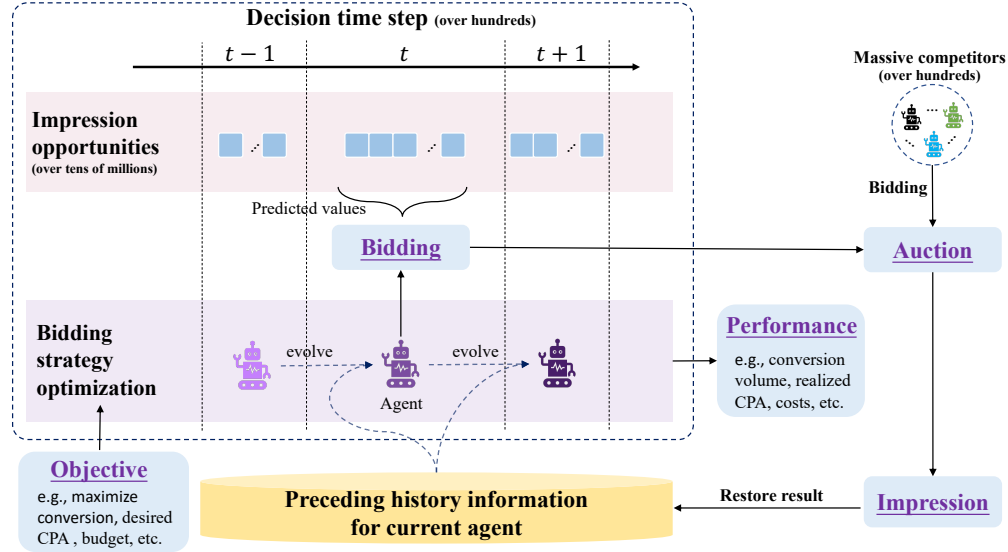 Decision time step (over hundreds)
t − 1
t
t + 1
Massive competitors
(over hundreds)
Impression
opportunities
(over tens of millions)
Bidding
Predicted values
Bidding
Auction
Bidding
strategy
optimization
evolve
evolve
Agent
Performance
e.g., conversion
volume, realized
CPA, costs, etc.
Objective
e.g., maximize
conversion, desired
CPA , budget, etc.
Preceding history information
for current agent
Restore result
Impression